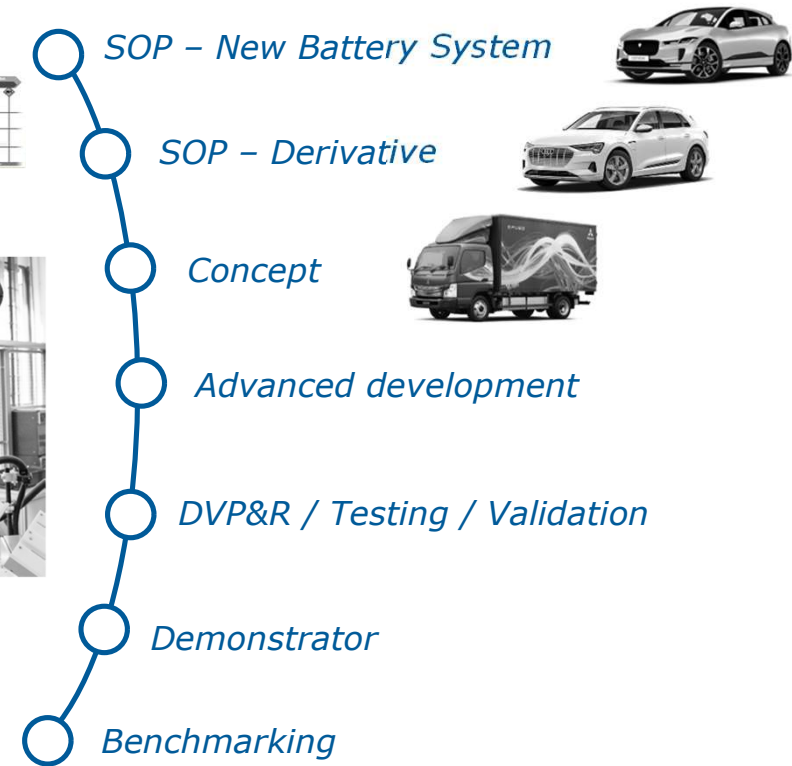 SOP – New Battery System
SOP – Derivative
Concept
Advanced development
DVP&R / Testing / Validation
Demonstrator
Benchmarking